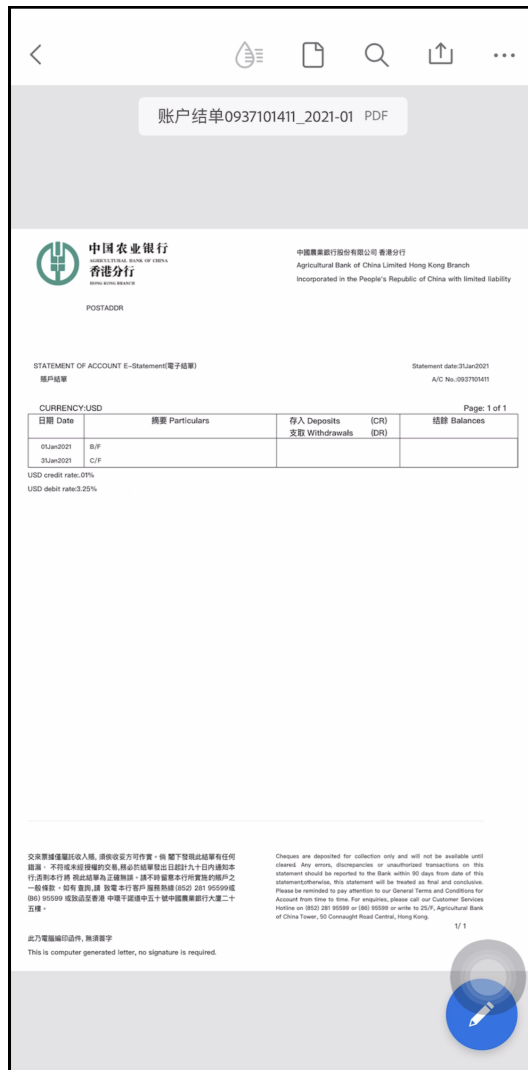 账户结单0937101411_2021-01 PDF
中国农业银行
AGRICULTURAL BANK OF CHINA
香港分行
HONG KONG BRANCH
中國農業銀行股份有限公司 香港分行
Agricultural Bank of China Limited Hong Kong Branch
Incorporated in the People's Republic of China with limited liability
POSTADDR
STATEMENT OF ACCOUNT E-Statement(電子結單)
賬戶結單
Statement date:31Jan2021
A/C No.:0937101411
CURRENCY:USD
Page: 1 of 1
日期 Date 摘要 Particulars 存入 Deposits (CR) 结餘 Balances
支取 Withdrawals (DR)
01Jan2021 B/F
31Jan2021 C/F
USD credit rate:.01%
USD debit rate:3.25%
交來票據僅屬託收入賬, 須俟收妥方可作實。倘 閣下發現此結單有任何
錯漏、不符或未經授權的交易,務必於結單發出日起計九十日內通知本
行;否則本行將 視此結單為正確無誤。請不時留意本行所實施的賬戶之
一般條款。如有 查詢,請 致電 本行客戶 服務熱線 (852) 281 95599或
(86) 95599 或致函至香港 中環干諾道中五十號中國農業銀行大廈二十
五樓。
此乃電腦編印函件, 無須簽字
This is computer generated letter, no signature is required.
Cheques are deposited for collection only and will not be available until
cleared. Any errors, discrepancies or unauthorized transactions on this
statement should be reported to the Bank within 90 days from date of this
statement;otherwise, this statement will be treated as final and conclusive.
Please be reminded to pay attention to our General Terms and Conditions for
Account from time to time. For enquiries, please call our Customer Services
Hotline on (852) 281 95599 or (86) 95599 or write to 25/F, Agricultural Bank
of China Tower, 50 Connaught Road Central, Hong Kong.
1/ 1